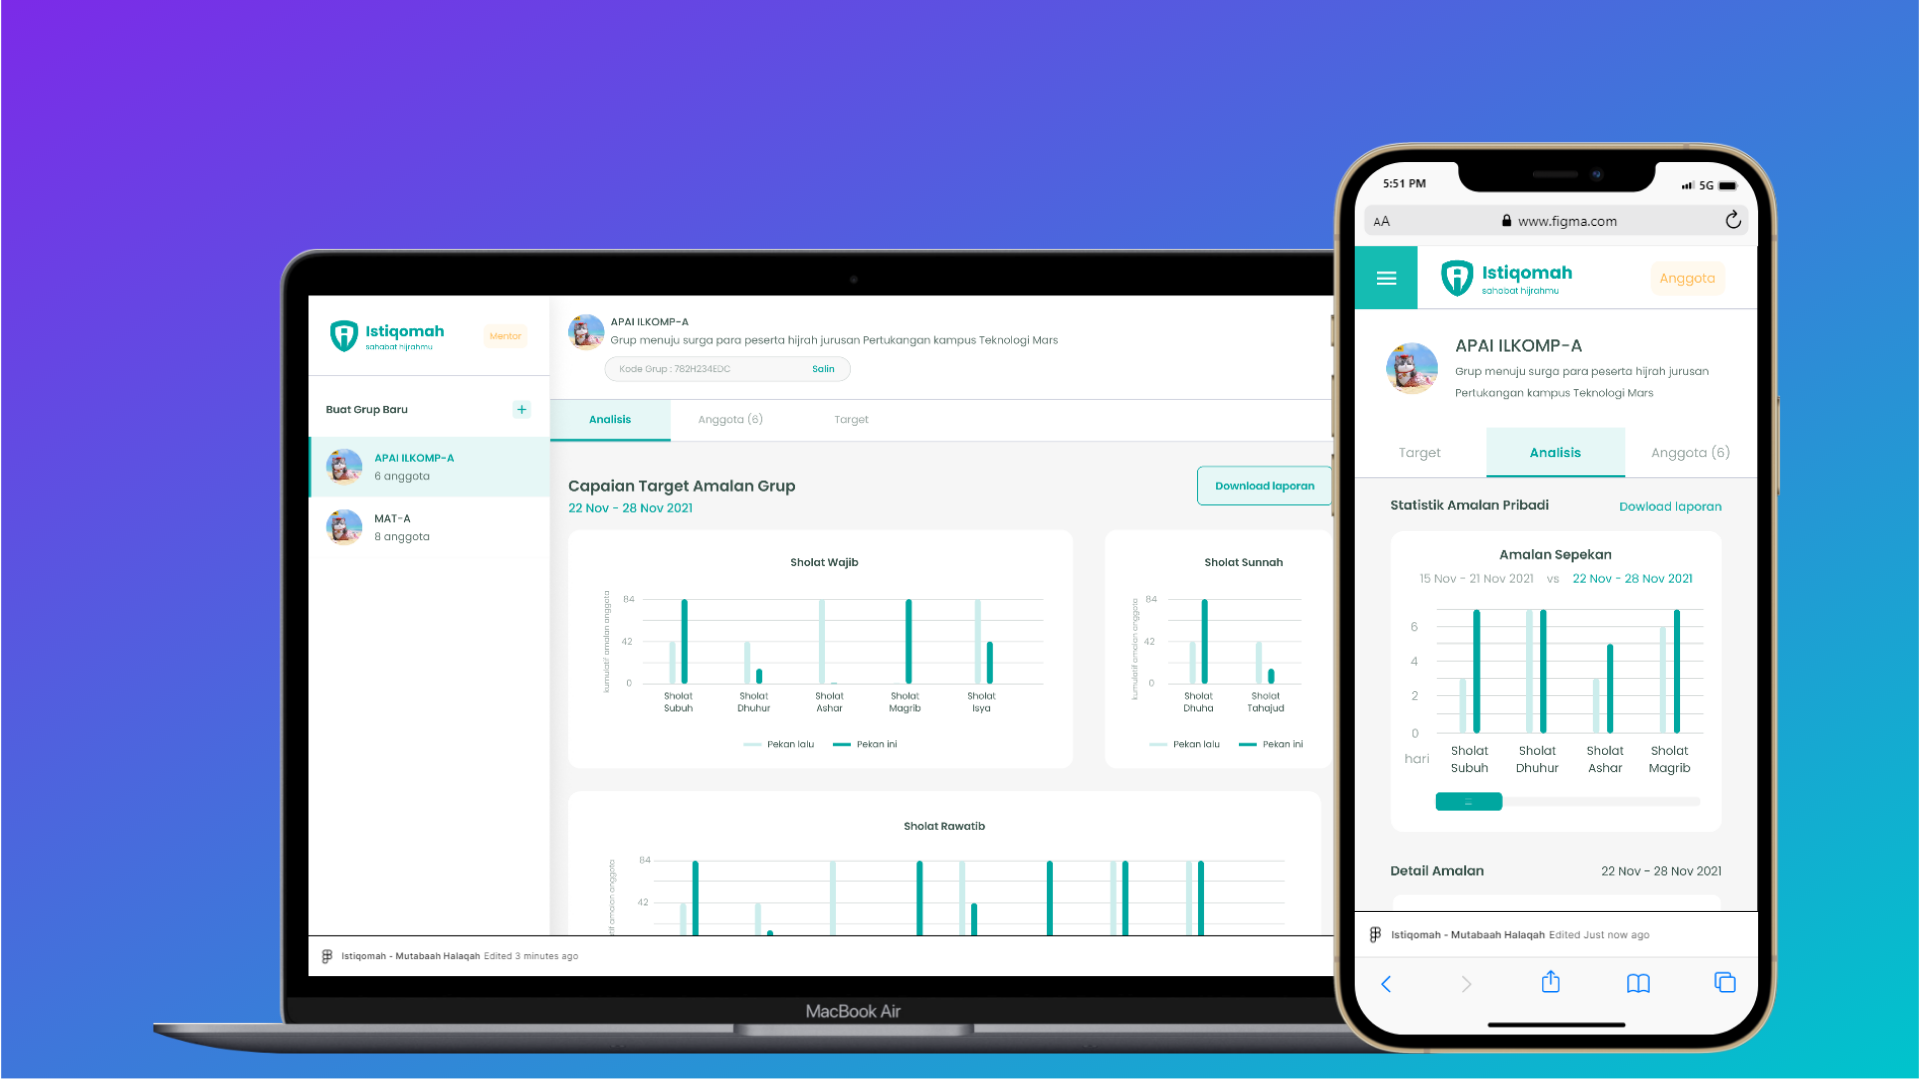 Istiqomah
sahabat hijrahmu
Mentor
Buat Grup Baru
+
APAI ILKOMP-A
6 anggota
MAT-A
8 anggota
APAI ILKOMP-A
Grup menuju surga para peserta hijrah jurusan Pertukangan kampus Teknologi Mars
Kode Grup : 782H234EDC
Salin
Analisis
Anggota (6)
Target
Capaian Target Amalan Grup
22 Nov - 28 Nov 2021
Download laporan
Sholat Wajib
kumulatif amalan anggota
84
42
0
Sholat
Subuh
Sholat
Dhuhur
Sholat
Ashar
Sholat
Magrib
Sholat
Isya
Pekan lalu
Pekan ini
Sholat Sunnah
kumulatif amalan anggota
84
42
0
Sholat
Dhuha
Sholat
Tahajud
Pekan lalu
Pekan ini
Sholat Rawatib
amalan anggota
84
42
Istiqomah - Mutabaah Halaqah Edited 3 minutes ago
MacBook Air
5:51 PM
5G
AA
www.figma.com
Istiqomah
sahabat hijrahmu
Anggota
APAI ILKOMP-A
Grup menuju surga para peserta hijrah jurusan
Pertukangan kampus Teknologi Mars
Target
Analisis
Anggota (6)
Statistik Amalan Pribadi
Dowload laporan
Amalan Sepekan
15 Nov - 21 Nov 2021 vs 22 Nov - 28 Nov 2021
6
4
2
0
hari
Sholat
Subuh
Sholat
Dhuhur
Sholat
Ashar
Sholat
Magrib
Detail Amalan
22 Nov - 28 Nov 2021
Istiqomah - Mutabaah Halaqah Edited Just now ago